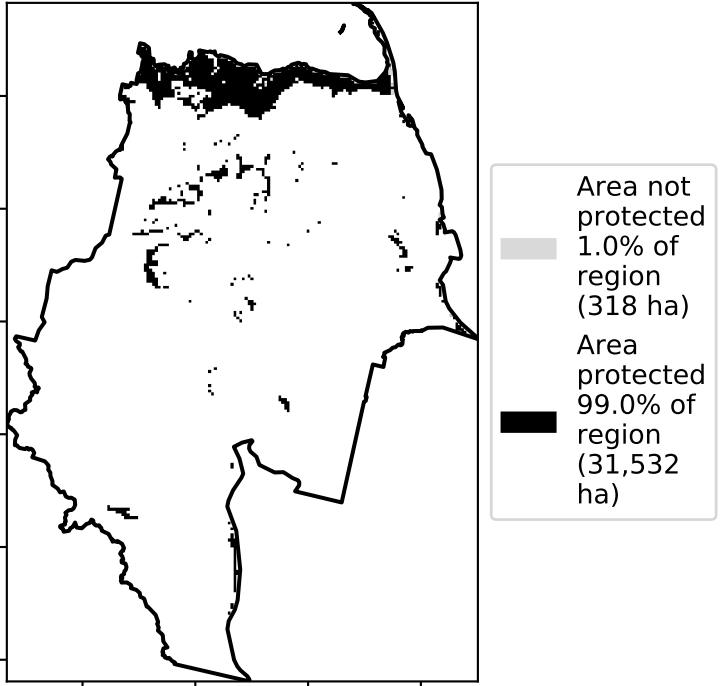 Area not
protected
1.0% of
region
(318 ha)
Area
protected
99.0% of
region
(31,532
ha)